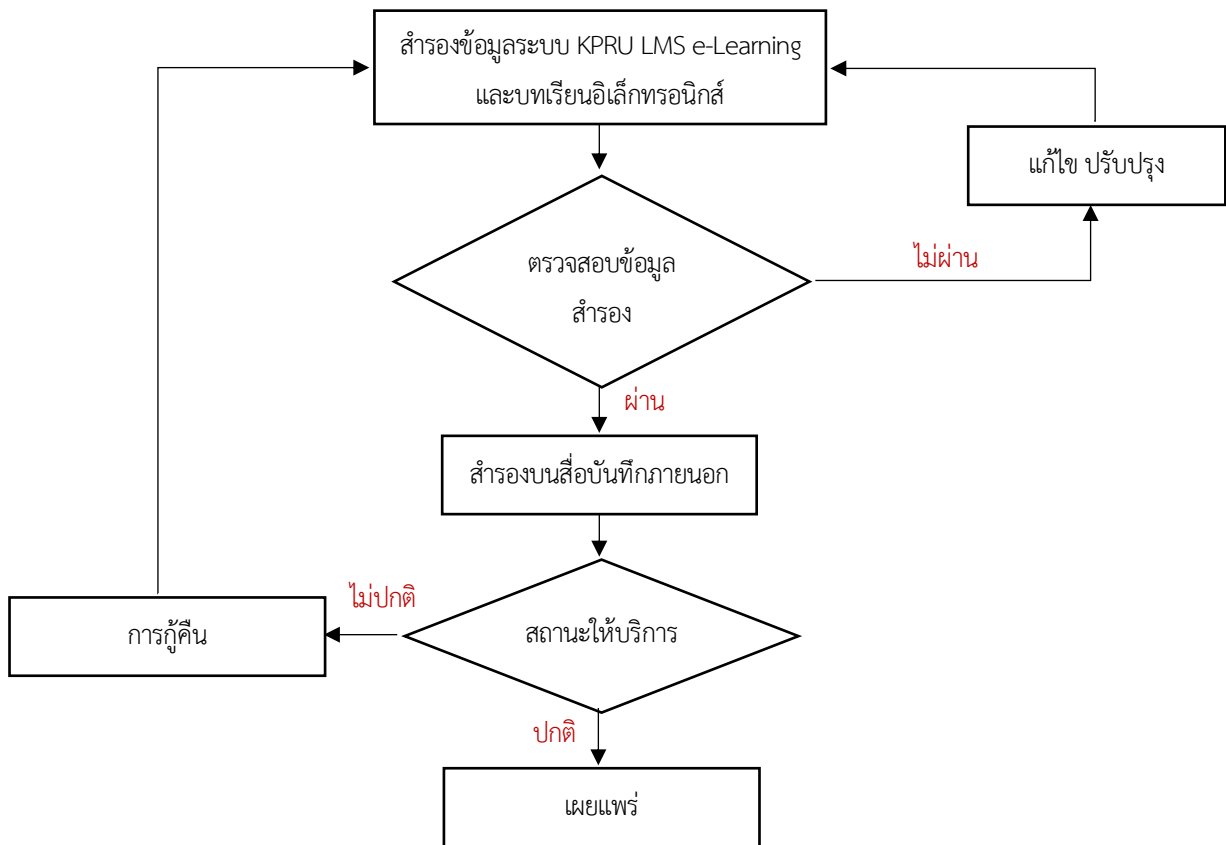 สำรองข้อมูลระบบ KPRU LMS e-Learning
และบทเรียนอิเล็กทรอนิกส์
แก้ไข ปรับปรุง
ตรวจสอบข้อมูล
สำรอง
ไม่ผ่าน
ผ่าน
สำรองบนสื่อบันทึกภายนอก
ไม่ปกติ
การกู้คืน
สถานะให้บริการ
ปกติ
เผยแพร่